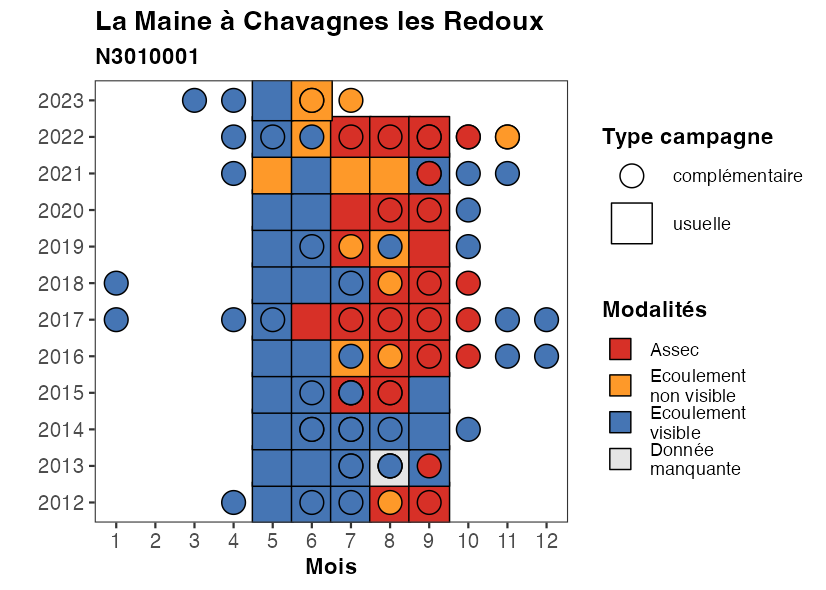 La Maine à Chavagnes les Redoux
N3010001
2023
2022
2021
2020
2019
2018
2017
2016
2015
2014
2013
2012
1 2 3 4 5 6 7 8 9 10 11 12
Mois
Type campagne
complémentaire
usuelle
Modalités
Assec
Ecoulement
non visible
Ecoulement
visible
Donnée
manquante